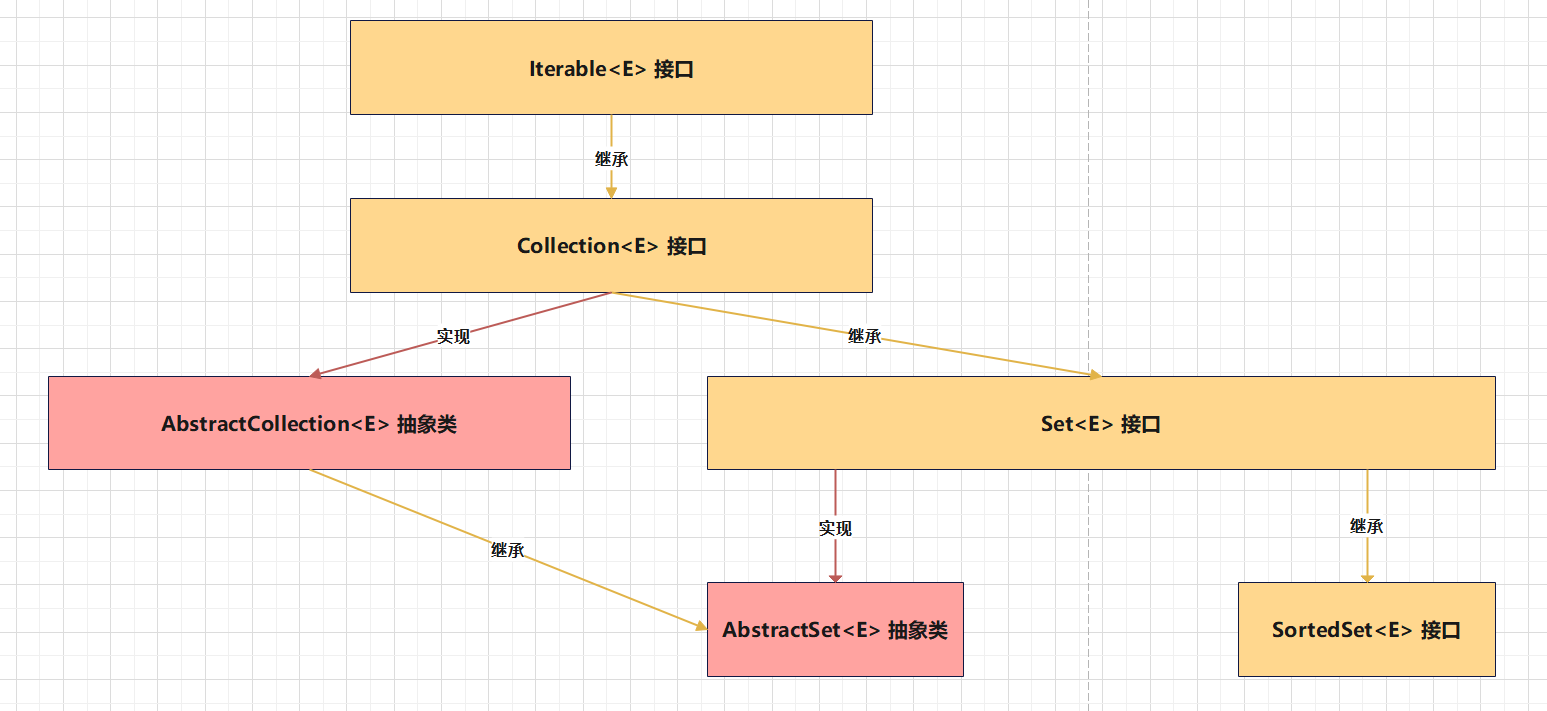 Iterable<E> 接口
继承
Collection<E> 接口
实现
继承
AbstractCollection<E> 抽象类
Set<E> 接口
实现
继承
继承
AbstractSet<E> 抽象类
SortedSet<E> 接口